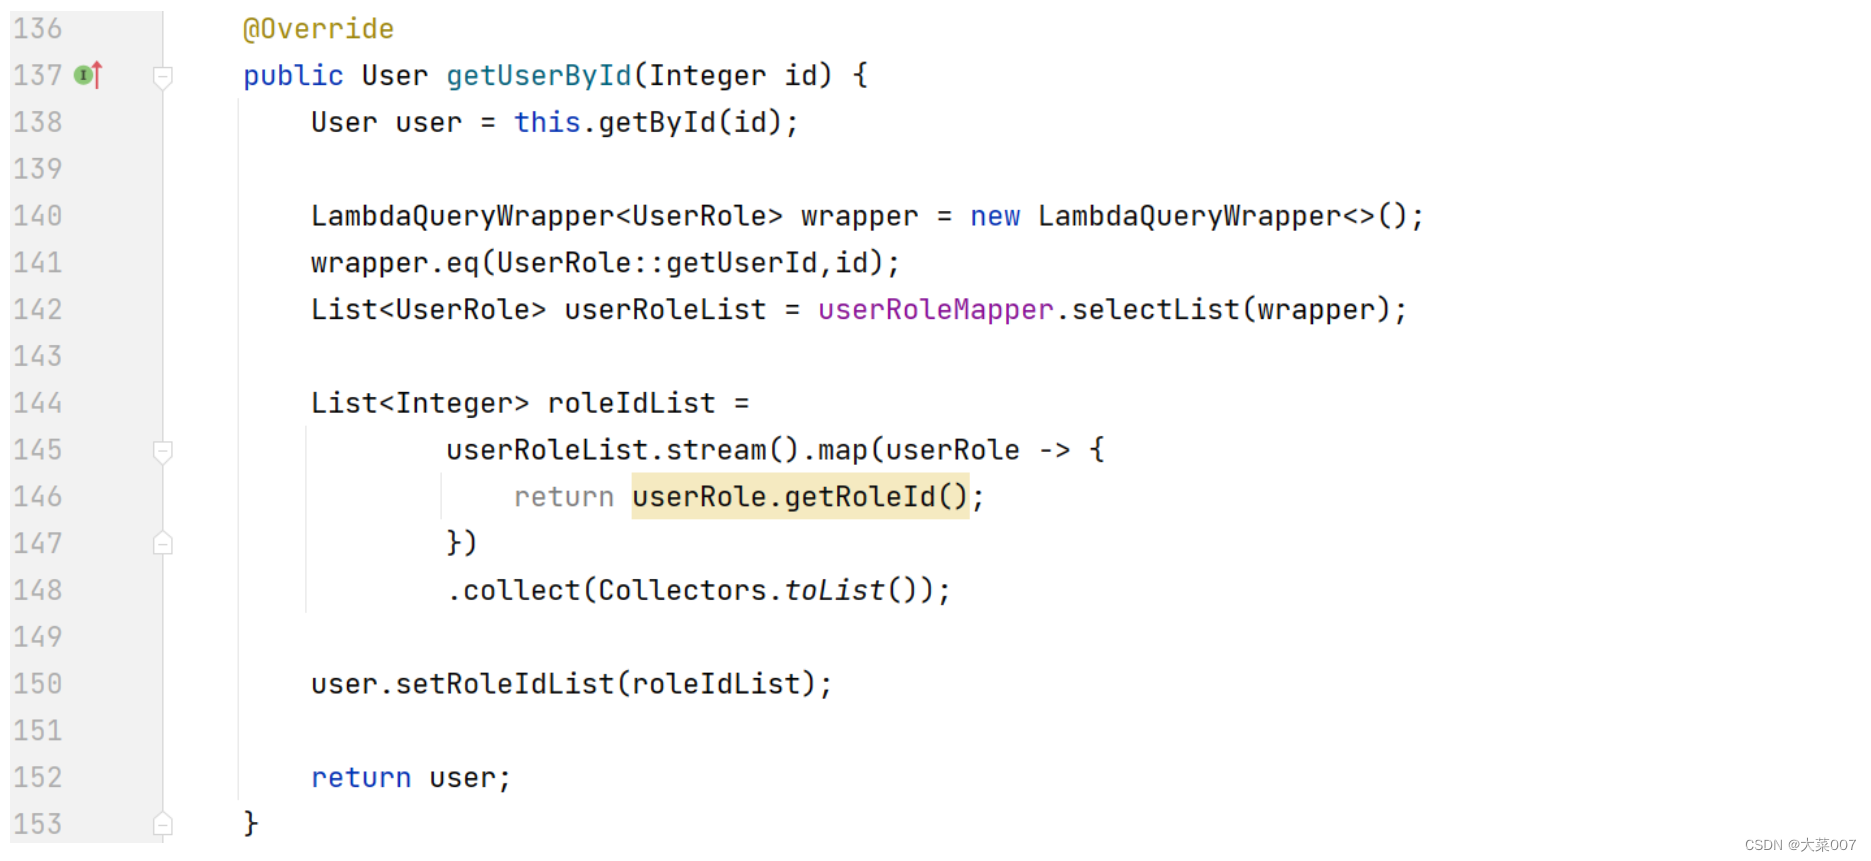 136 @Override
137 public User getUserById(Integer id) {
138 User user = this.getById(id);
139
140 LambdaQueryWrapper<UserRole> wrapper = new LambdaQueryWrapper<>();
141 wrapper.eq(UserRole::getUserId,id);
142 List<UserRole> userRoleList = userRoleMapper.selectList(wrapper);
143
144 List<Integer> roleIdList =
145 userRoleList.stream().map(userRole -> {
146 return userRole.getRoleId();
147 })
148 .collect(Collectors.toList());
149
150 user.setRoleIdList(roleIdList);
151
152 return user;
153 }
CSDN @大菜007